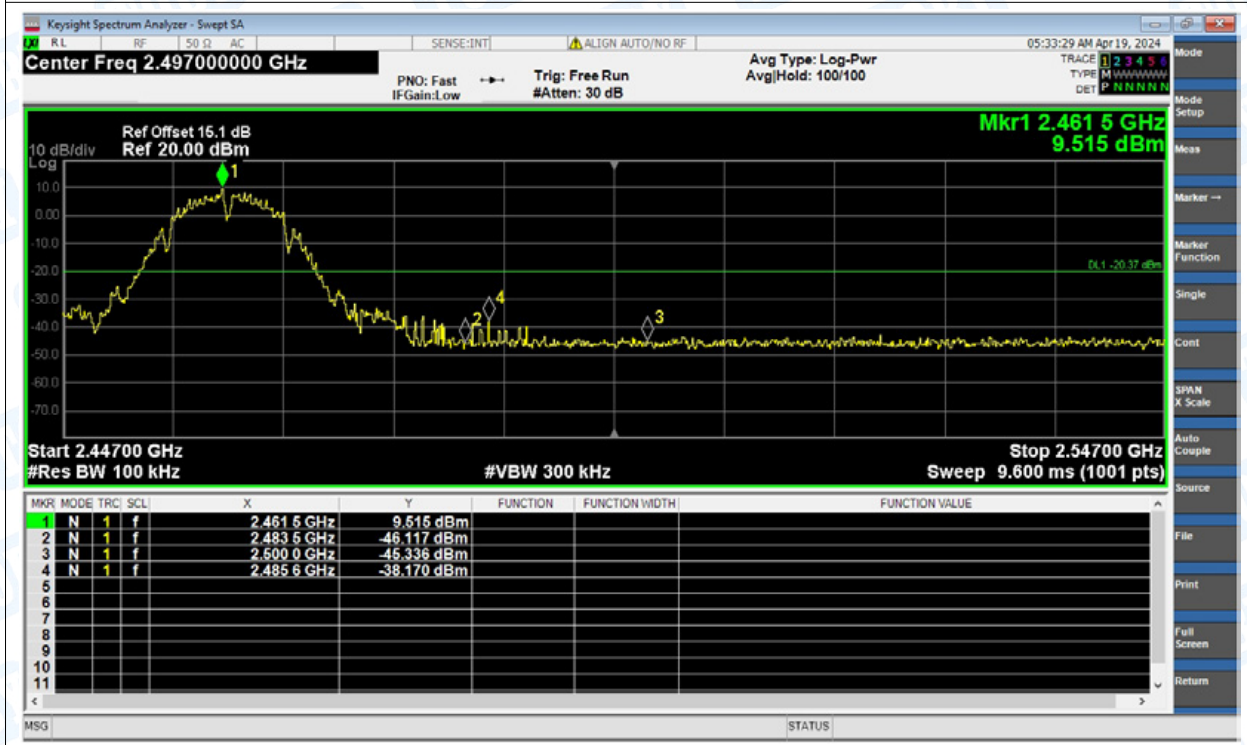 Keysight Spectrum Analyzer - Swept SA
RL RF 50 Ω AC SENSE:INT ALIGN AUTO/NO RF 05:33:29 AM Apr 19, 2024
Center Freq 2.497000000 GHz
PNO: Fast
IFGain:Low
Trig: Free Run
#Atten: 30 dB
Avg Type: Log-Pwr
Avg|Hold: 100/100
TRACE 1 2 3 4 5 6
TYPE M WWWWW
DET P N N N N N
Ref Offset 15.1 dB
10 dB/div Ref 20.00 dBm
Log
Mkr1 2.461 5 GHz
9.515 dBm
10.0
0.00
-10.0
-20.0
-30.0
-40.0
-50.0
-60.0
-70.0
1
2
4
3
DL1 -20.37 dBm
Start 2.44700 GHz Stop 2.54700 GHz
#Res BW 100 kHz #VBW 300 kHz Sweep 9.600 ms (1001 pts)
MKR MODE TRC SCL X Y FUNCTION FUNCTION WIDTH FUNCTION VALUE
1 N 1 f 2.461 5 GHz 9.515 dBm
2 N 1 f 2.483 5 GHz -46.117 dBm
3 N 1 f 2.500 0 GHz -45.336 dBm
4 N 1 f 2.485 6 GHz -38.170 dBm
5
6
7
8
9
10
11
MSG STATUS
Mode
Mode
Setup
Meas
Marker →
Marker
Function
Single
Cont
SPAN
X Scale
Auto
Couple
Source
File
Print
Full
Screen
Return